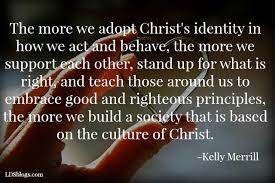 The more we adopt Christ's identity in
how we act and behave, the more we
support each other, stand up for what is
right, and teach those around us to
embrace good and righteous principles,
the more we build a society that is based
on the culture of Christ.
-Kelly Merrill
LDSblogs.com